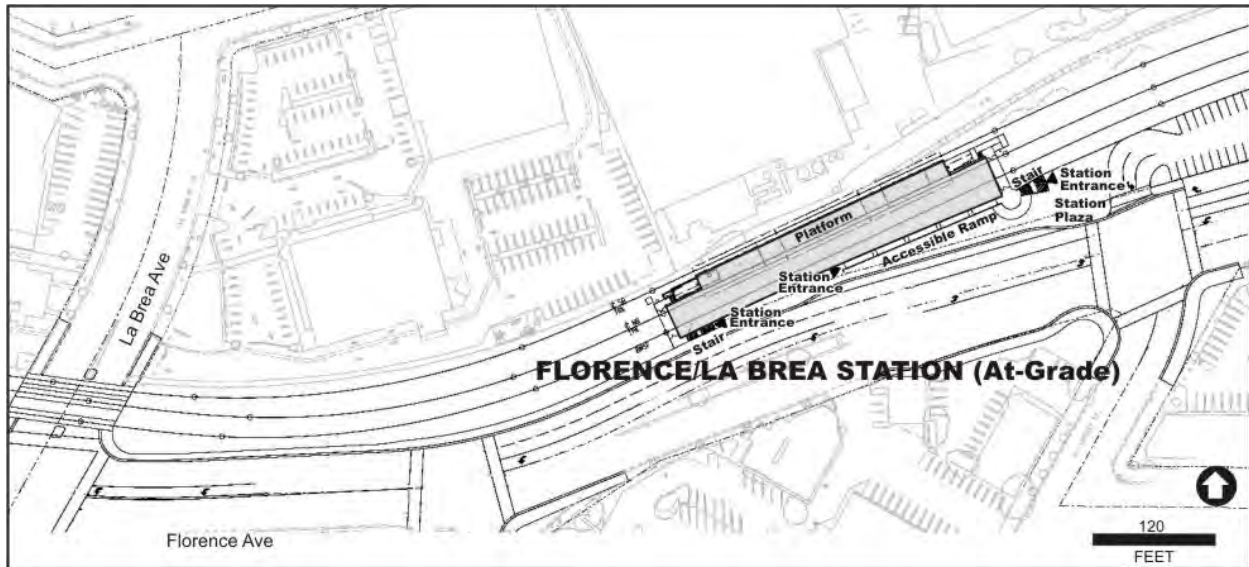 La Brea Ave
Platform
Stair
Station
Entrance
Station
Plaza
Accessible Ramp
Station
Entrance
Station
Entrance
Stair
FLORENCE/LA BREA STATION (At-Grade)
Florence Ave
120
FEET